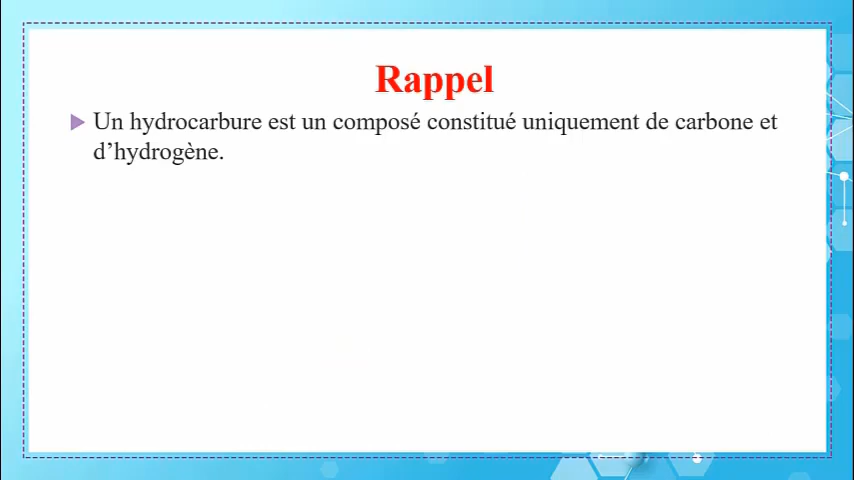 Rappel
Un hydrocarbure est un composé constitué uniquement de carbone et
d’hydrogène.